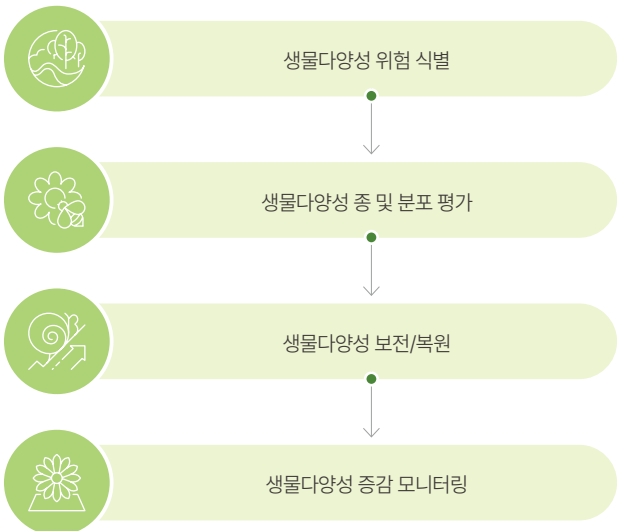 생물다양성 위험 식별
생물다양성 종 및 분포 평가
생물다양성 보전/복원
생물다양성 증감 모니터링